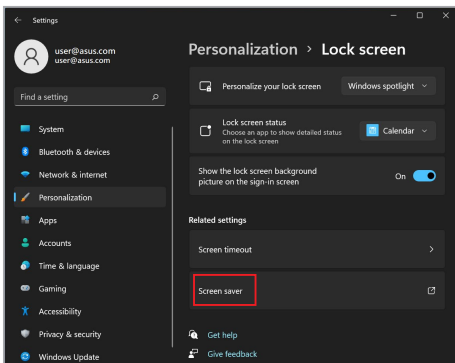 Settings
user@asus.com
user@asus.com
Find a setting
System
Bluetooth & devices
Network & internet
Personalization
Apps
Accounts
Time & language
Gaming
Accessibility
Privacy & security
Windows Update
Personalization > Lock screen
Personalize your lock screen
Windows spotlight
Lock screen status
Choose an app to show detailed status
on the lock screen
Calendar
Show the lock screen background
picture on the sign-in screen
On
Related settings
Screen timeout
Screen saver
Get help
Give feedback